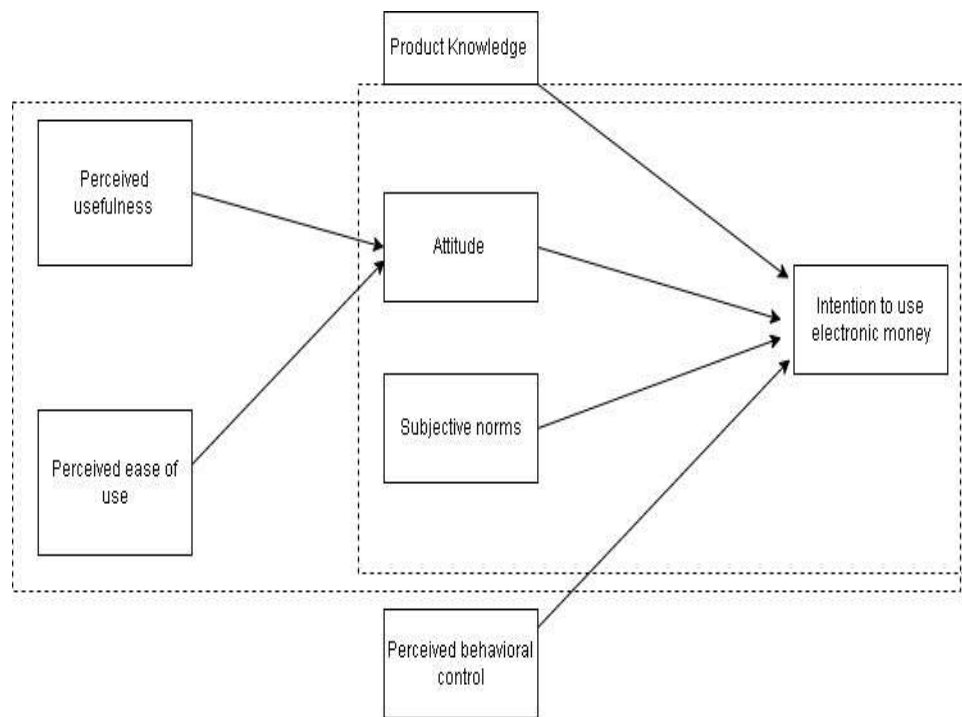 Product Knowledge
Perceived
usefulness
Attitude
Intention to use
electronic money
Subjective norms
Perceived ease of
use
Perceived behavioral
control